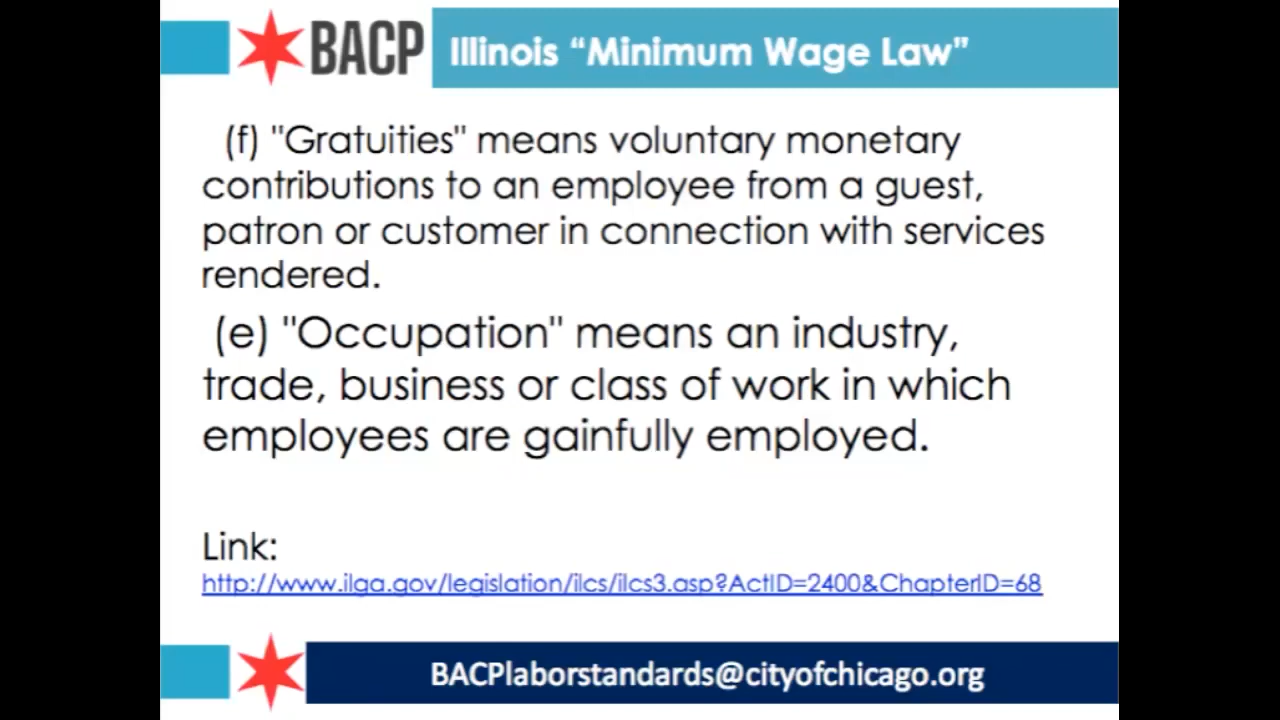 BACP Illinois “Minimum Wage Law”
(f) "Gratuities" means voluntary monetary
contributions to an employee from a guest,
patron or customer in connection with services
rendered.
(e) "Occupation" means an industry,
trade, business or class of work in which
employees are gainfully employed.
Link:
http://www.ilga.gov/legislation/ilcs/ilcs3.asp?ActID=2400&ChapterID=68
BACPlaborstandards@cityofchicago.org